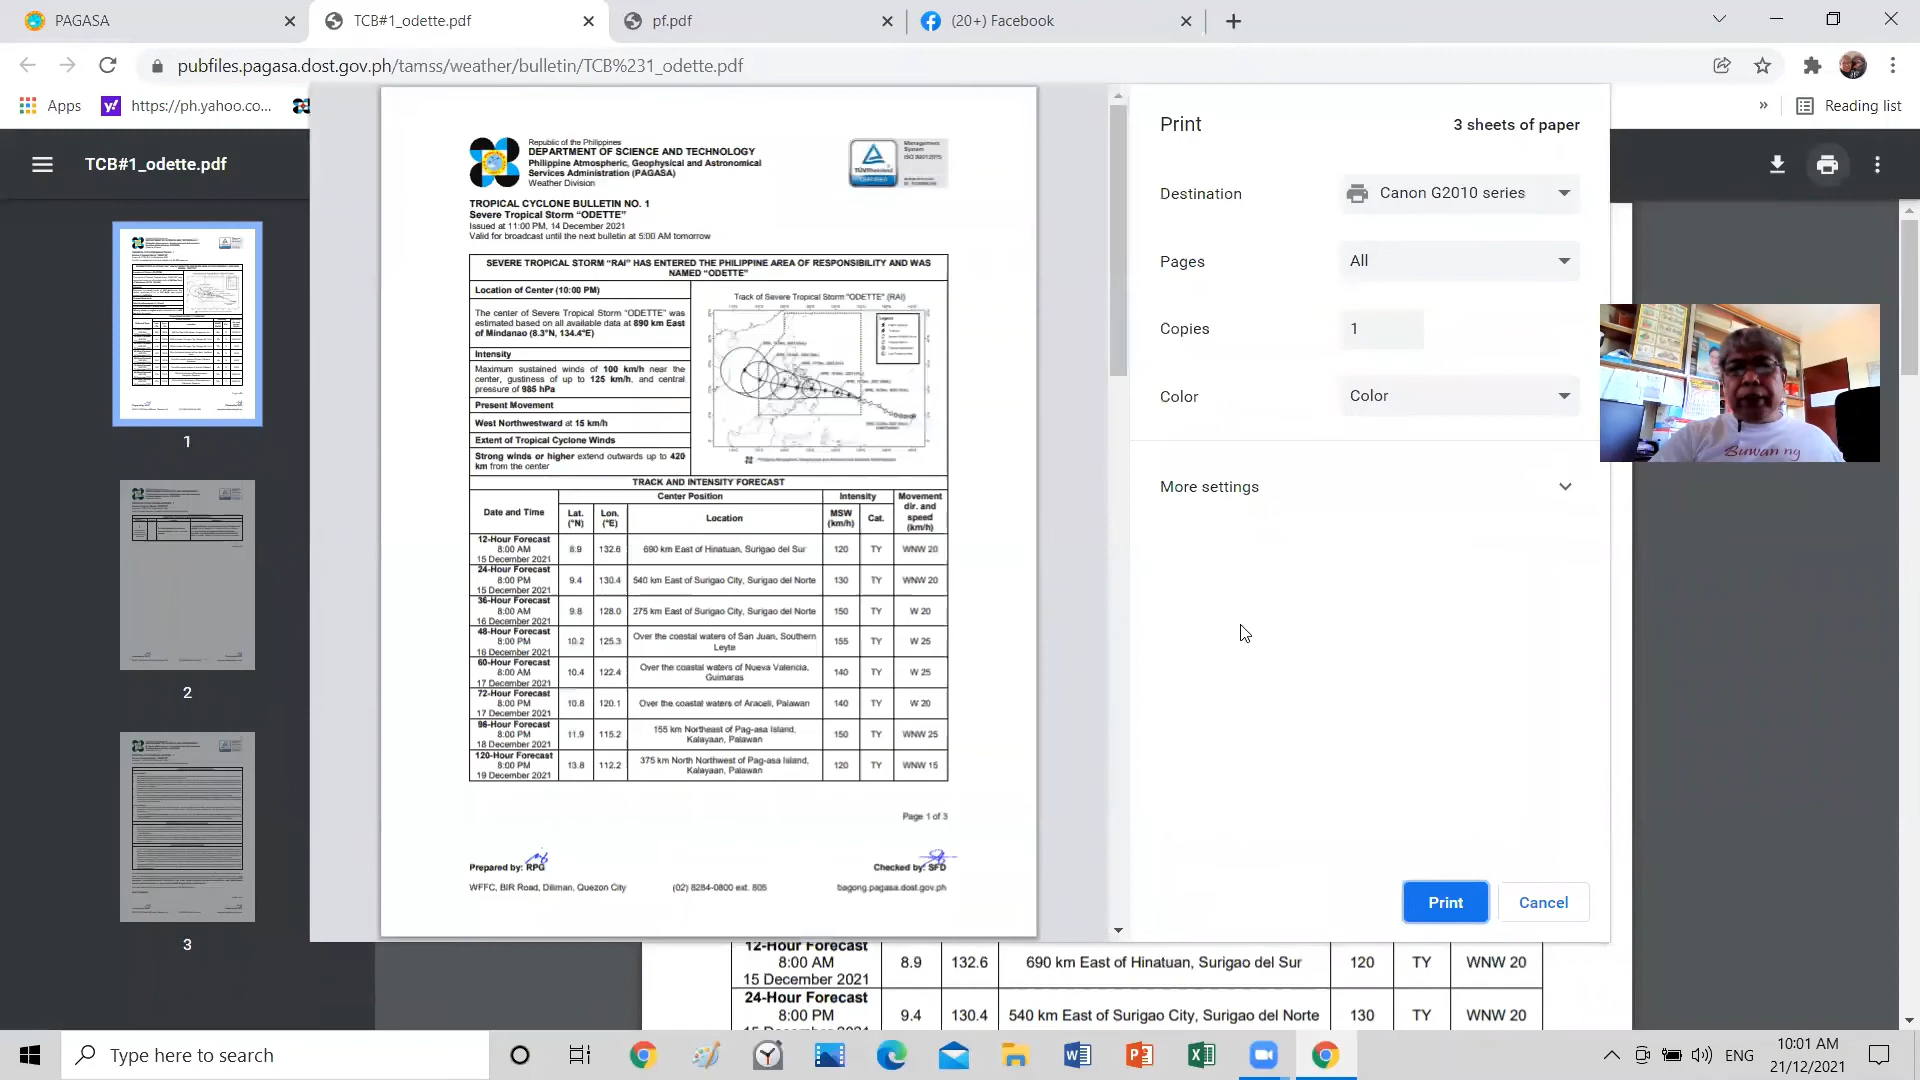 PAGASA
TCB#1_odette.pdf
pf.pdf
(20+) Facebook
pubfiles.pagasa.dost.gov.ph/tamss/weather/bulletin/TCB%231_odette.pdf
Apps
https://ph.yahoo.co...
»
Reading list
TCB#1_odette.pdf
1
2
3
Republic of the Philippines
DEPARTMENT OF SCIENCE AND TECHNOLOGY
Philippine Atmospheric, Geophysical and Astronomical
Services Administration (PAGASA)
Weather Division
TÜVRheinland
CERTIFIED
Management
System
TROPICAL CYCLONE BULLETIN NO. 1
Severe Tropical Storm “ODETTE”
Issued at 11:00 PM, 14 December 2021
Valid for broadcast until the next bulletin at 5:00 AM tomorrow
SEVERE TROPICAL STORM “RAI” HAS ENTERED THE PHILIPPINE AREA OF RESPONSIBILITY AND WAS
NAMED “ODETTE”
Location of Center (10:00 PM)
The center of Severe Tropical Storm “ODETTE” was
estimated based on all available data at 890 km East
of Mindanao (8.3°N, 134.4°E)
Intensity
Maximum sustained winds of 100 km/h near the
center, gustiness of up to 125 km/h, and central
pressure of 985 hPa
Present Movement
West Northwestward at 15 km/h
Extent of Tropical Cyclone Winds
Strong winds or higher extend outwards up to 420
km from the center
Track of Severe Tropical Storm “ODETTE” (RAI)
TRACK AND INTENSITY FORECAST
Date and Time
Center Position
Intensity
Movement
dir. and
speed
(km/h)
Lat.
(°N)
Lon.
(°E)
Location
MSW
(km/h)
Cat.
12-Hour Forecast
8:00 AM
15 December 2021
8.9 132.6 690 km East of Hinatuan, Surigao del Sur 120 TY WNW 20
24-Hour Forecast
8:00 PM
15 December 2021
9.4 130.4 540 km East of Surigao City, Surigao del Norte 130 TY WNW 20
36-Hour Forecast
8:00 AM
16 December 2021
9.8 128.0 275 km East of Surigao City, Surigao del Norte 150 TY W 20
48-Hour Forecast
8:00 PM
16 December 2021
10.2 125.3 Over the coastal waters of San Juan, Southern
Leyte 155 TY W 25
60-Hour Forecast
8:00 AM
17 December 2021
10.4 122.4 Over the coastal waters of Nueva Valencia,
Guimaras 140 TY W 25
72-Hour Forecast
8:00 PM
17 December 2021
10.8 120.1 Over the coastal waters of Araceli, Palawan 140 TY W 20
96-Hour Forecast
8:00 PM
18 December 2021
11.9 115.2 155 km Northeast of Pag-asa Island,
Kalayaan, Palawan 150 TY WNW 25
120-Hour Forecast
8:00 PM
19 December 2021
13.8 112.2 375 km North Northwest of Pag-asa Island,
Kalayaan, Palawan 120 TY WNW 15
Page 1 of 3
Prepared by: RPG
Checked by: SFD
WFFC, BIR Road, Diliman, Quezon City
(02) 8284-0800 ext. 805
bagong.pagasa.dost.gov.ph
Print
3 sheets of paper
Destination
Canon G2010 series
Pages
All
Copies
1
Color
Color
More settings
Print
Cancel
Buwan ng
12-Hour Forecast
8:00 AM
15 December 2021
8.9 132.6 690 km East of Hinatuan, Surigao del Sur 120 TY WNW 20
24-Hour Forecast
8:00 PM
9.4 130.4 540 km East of Surigao City, Surigao del Norte 130 TY WNW 20
Type here to search
ENG
10:01 AM
21/12/2021